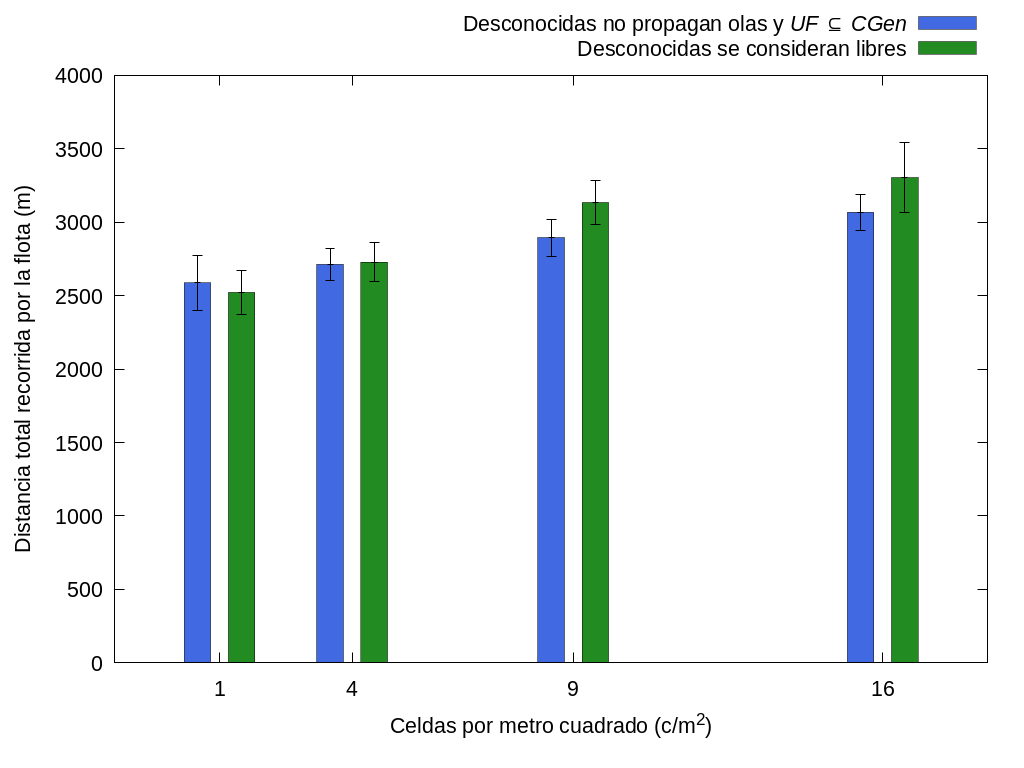 Desconocidas no propagan olas y UF ⊆ CGen
Desconocidas se consideran libres
4000
3500
3000
2500
2000
1500
1000
500
0
Distancia total recorrida por la flota (m)
1 4 9 16
Celdas por metro cuadrado (c/m²)